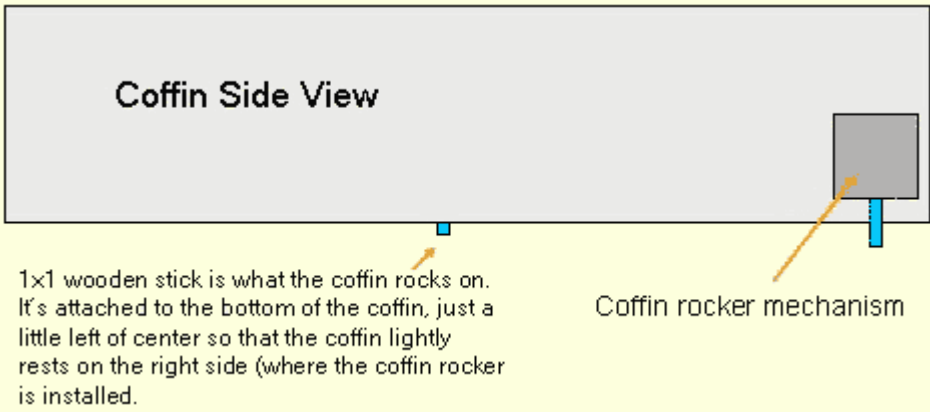 Coffin Side View
1x1 wooden stick is what the coffin rocks on.
It's attached to the bottom of the coffin, just a
little left of center so that the coffin lightly
rests on the right side (where the coffin rocker
is installed.
Coffin rocker mechanism